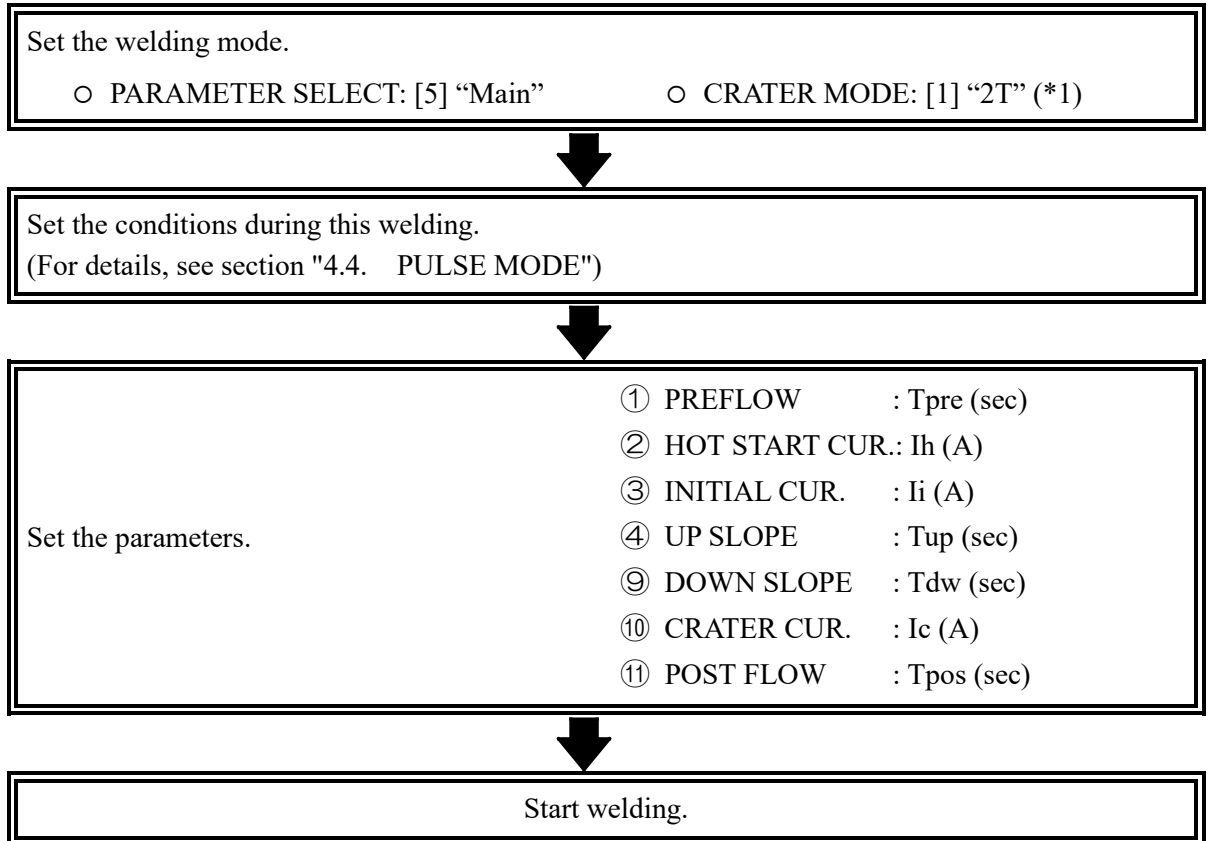 Set the welding mode.
○ PARAMETER SELECT: [5] “Main” ○ CRATER MODE: [1] “2T” (*1)
Set the conditions during this welding.
(For details, see section "4.4. PULSE MODE")
Set the parameters.
① PREFLOW : Tpre (sec)
② HOT START CUR.: Ih (A)
③ INITIAL CUR. : Ii (A)
④ UP SLOPE : Tup (sec)
⑨ DOWN SLOPE : Tdw (sec)
⑩ CRATER CUR. : Ic (A)
⑪ POST FLOW : Tpos (sec)
Start welding.